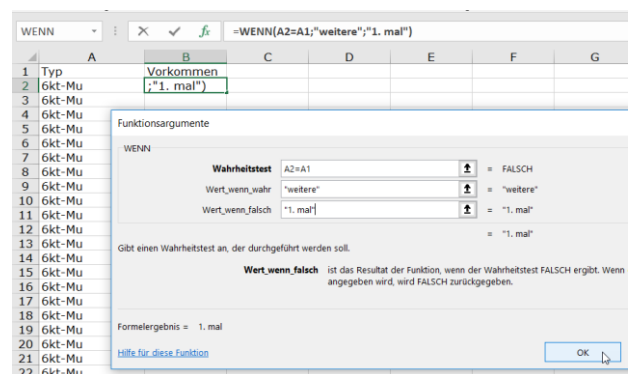 WENN =WENN(A2=A1;"weitere";"1. mal")
A B C D E F G
1 Typ Vorkommen
2 6kt-Mu ;"1. mal")
3 6kt-Mu
4 6kt-Mu
5 6kt-Mu Funktionsargumente
6 6kt-Mu
7 6kt-Mu WENN
8 6kt-Mu Wahrheitstest A2=A1 = FALSCH
9 6kt-Mu Wert_wenn_wahr "weitere" = "weitere"
10 6kt-Mu
11 6kt-Mu Wert_wenn_falsch "1. mal" = "1. mal"
12 6kt-Mu = "1. mal"
13 6kt-Mu Gibt einen Wahrheitstest an, der durchgeführt werden soll.
14 6kt-Mu
15 6kt-Mu Wert_wenn_falsch ist das Resultat der Funktion, wenn der Wahrheitstest FALSCH ergibt. Wenn
16 6kt-Mu angegeben wird, wird FALSCH zurückgegeben.
17 6kt-Mu
18 6kt-Mu
19 6kt-Mu Formelergebnis = 1. mal
20 6kt-Mu
21 6kt-Mu Hilfe für diese Funktion OK
22 6kt-Mu